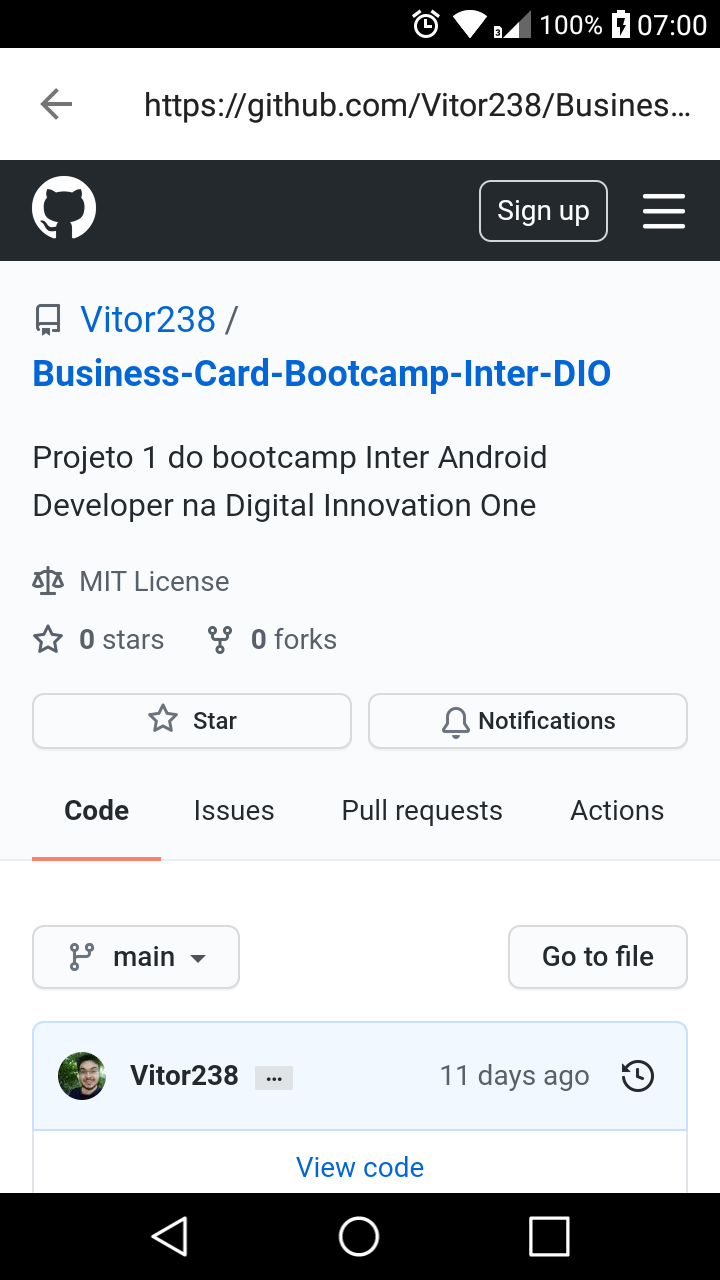 100% 07:00
https://github.com/Vitor238/Busines...
Sign up
Vitor238 /
Business-Card-Bootcamp-Inter-DIO
Projeto 1 do bootcamp Inter Android
Developer na Digital Innovation One
MIT License
0 stars 0 forks
Star Notifications
Code Issues Pull requests Actions
main Go to file
Vitor238 ... 11 days ago
View code